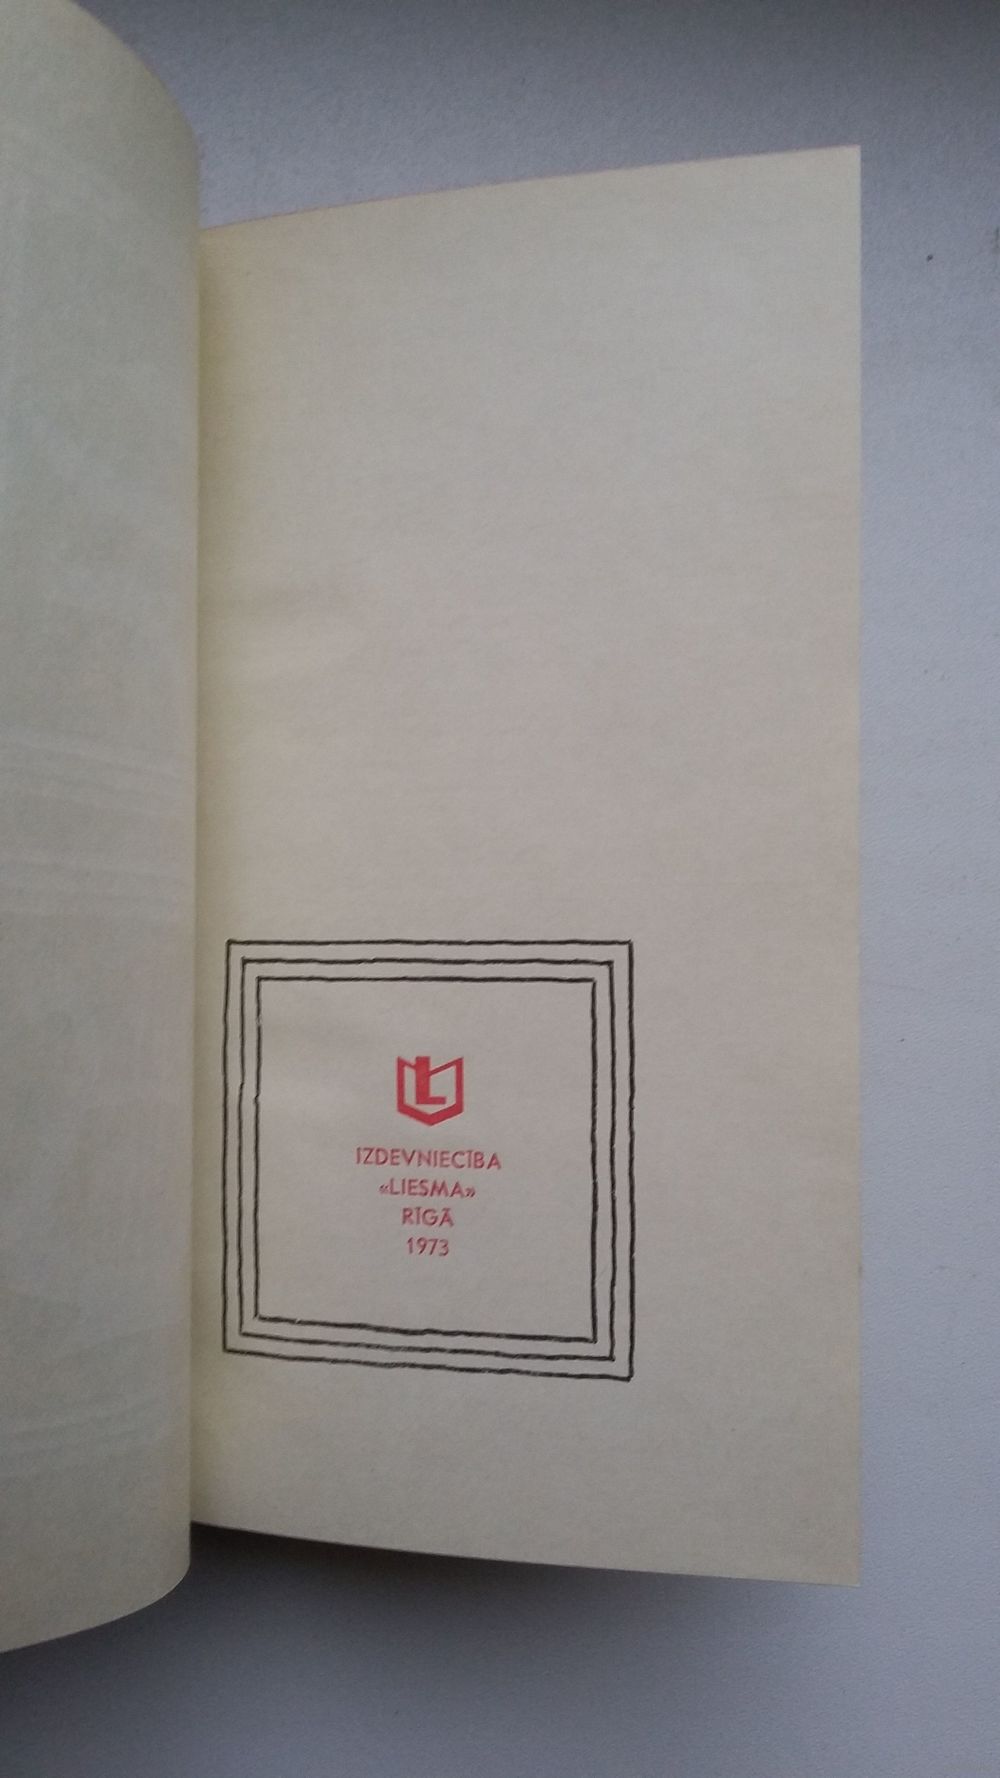 L
IZDEVNIECĪBA
«LIESMA»
RĪGĀ
1973